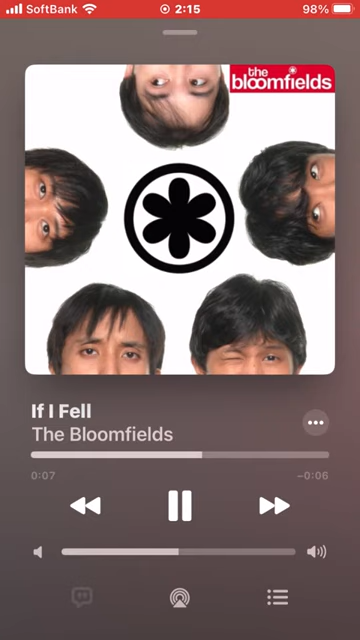 SoftBank 2:15 98%
the
bloomfields
If I Fell
The Bloomfields
0:07 -0:06